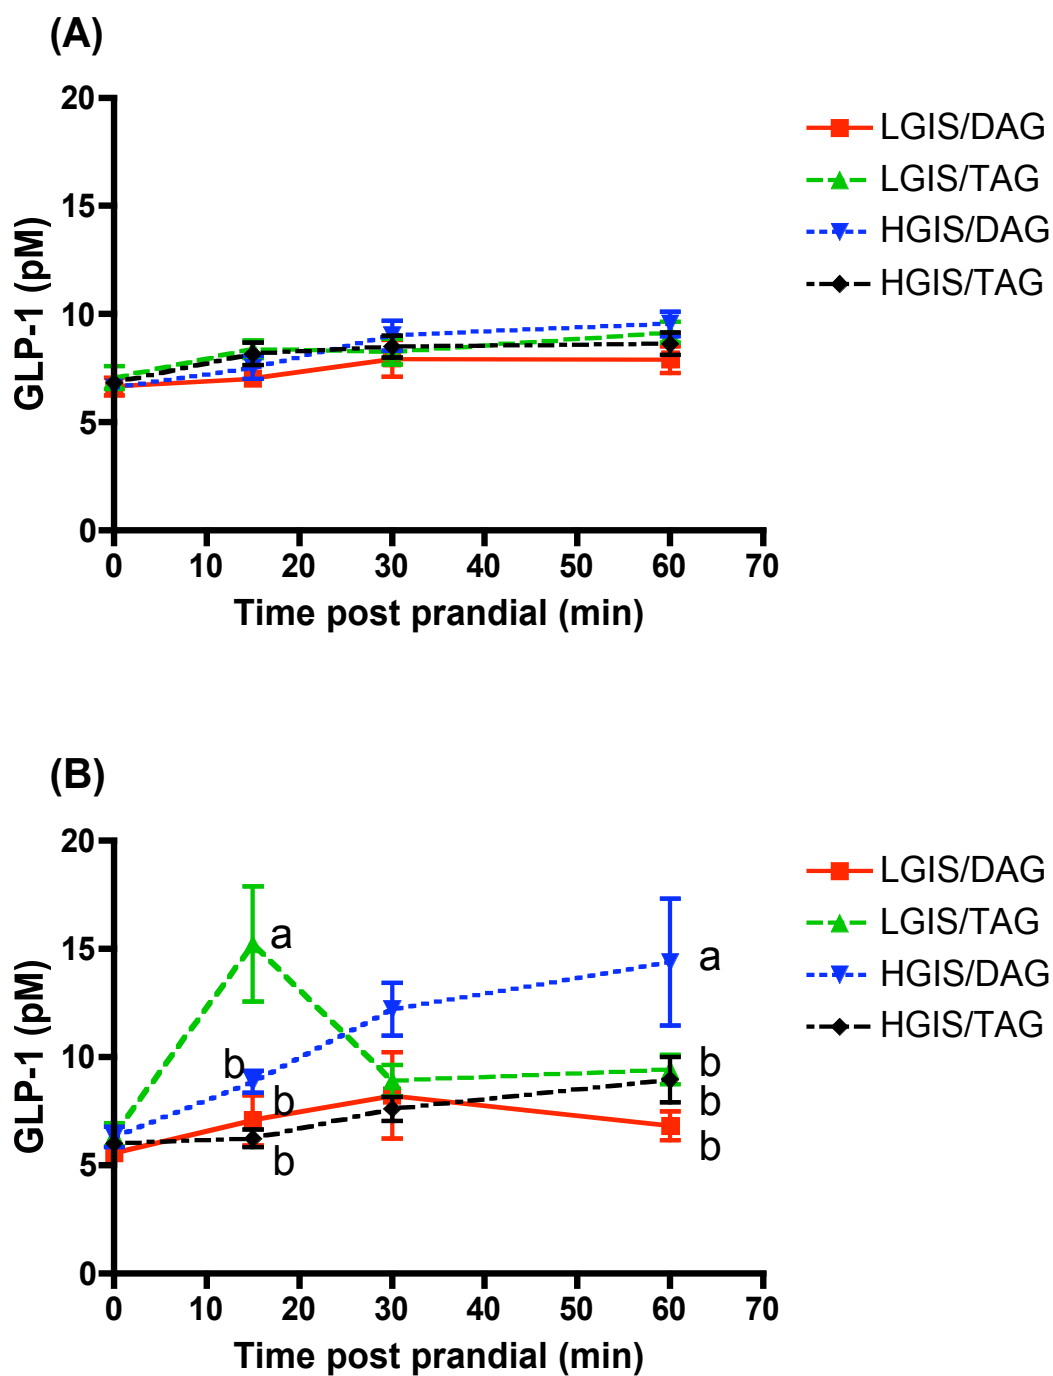 (A)
20
15
10
5
0
GLP-1 (pM)
0 10 20 30 40 50 60 70
Time post prandial (min)
LGIS/DAG
LGIS/TAG
HGIS/DAG
HGIS/TAG
(B)
20
15
10
5
0
GLP-1 (pM)
a
b
b
b
a
b
b
b
0 10 20 30 40 50 60 70
Time post prandial (min)
LGIS/DAG
LGIS/TAG
HGIS/DAG
HGIS/TAG